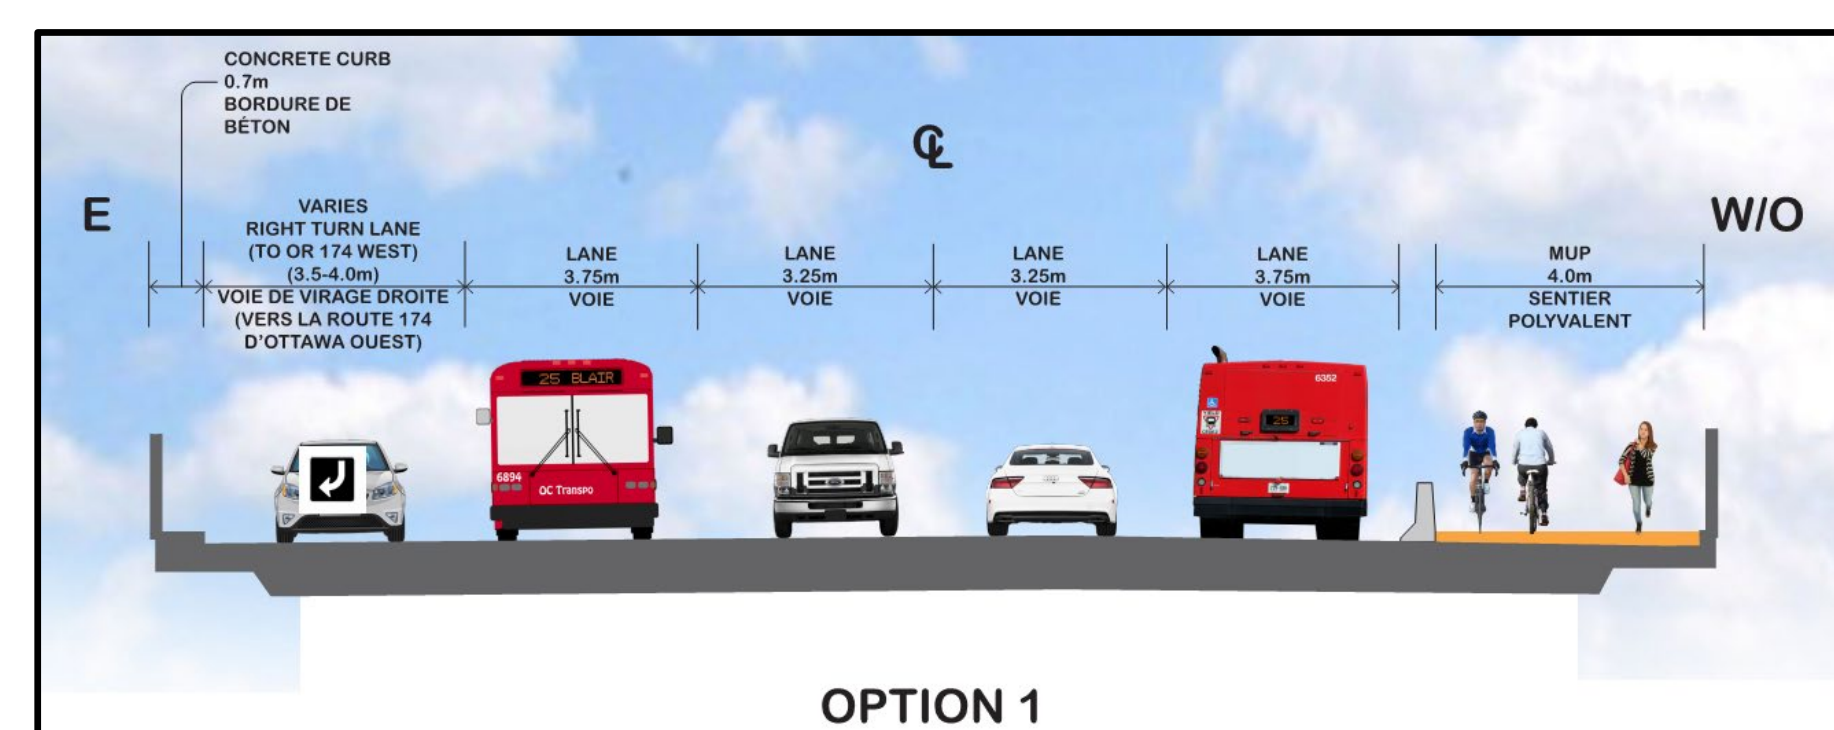 CONCRETE CURB
0.7m
BORDURE DE
BÉTON
℄
E
W/O
VARIES
RIGHT TURN LANE
(TO OR 174 WEST)
(3.5-4.0m)
VOIE DE VIRAGE DROITE
(VERS LA ROUTE 174
D'OTTAWA OUEST)
LANE
3.75m
VOIE
LANE
3.25m
VOIE
LANE
3.25m
VOIE
LANE
3.75m
VOIE
MUP
4.0m
SENTIER
POLYVALENT
25 BLAIR
6894
OC Transpo
6352
25
OPTION 1